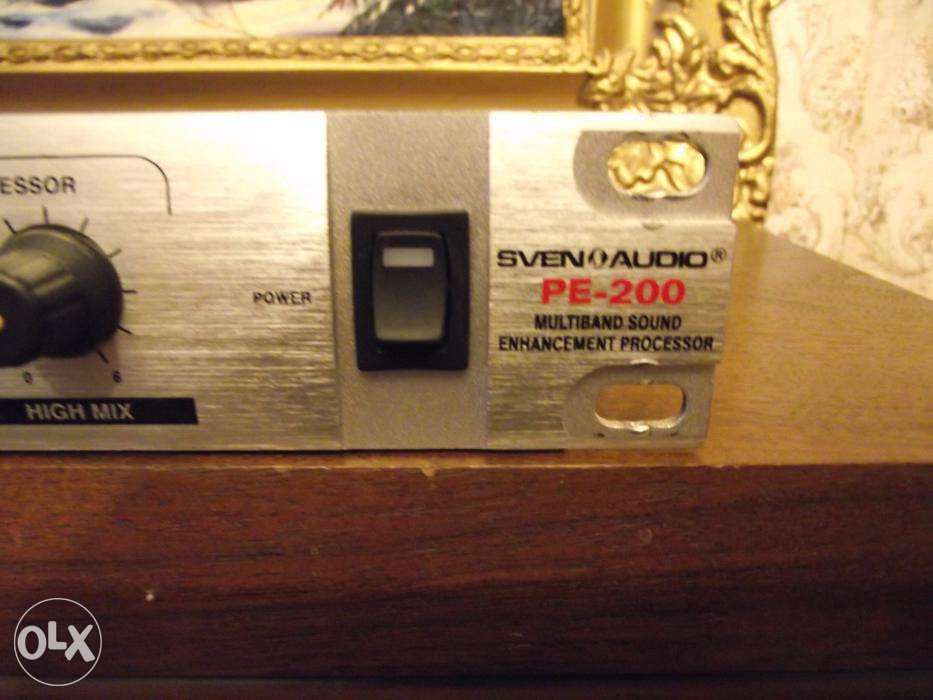 ESSOR
POWER
SVEN AUDIO®
PE-200
MULTIBAND SOUND
ENHANCEMENT PROCESSOR
0
6
HIGH MIX
OLX